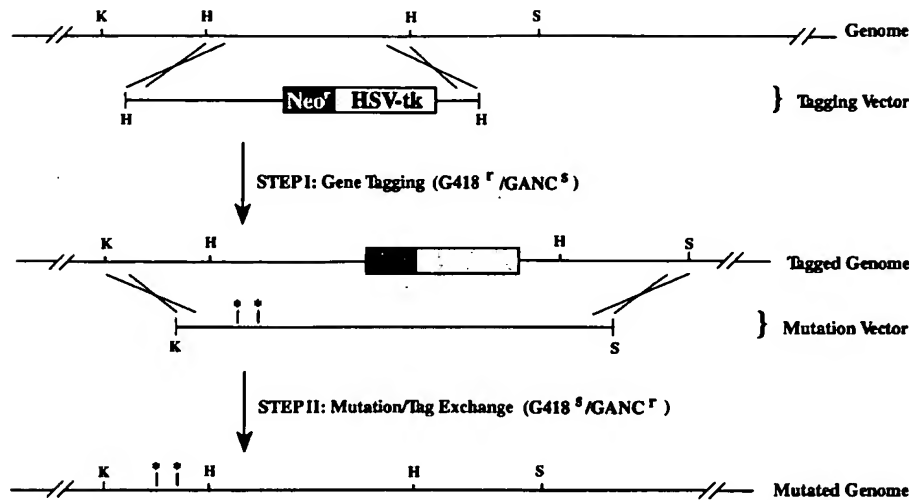 K H H S
Genome
Neoʳ HSV-tk
H H
} Tagging Vector
STEP I: Gene Tagging (G418 ʳ /GANC ˢ)
K H H S
Tagged Genome
* *
K S
} Mutation Vector
STEP II: Mutation/Tag Exchange (G418 ˢ /GANC ʳ)
* *
K H H S
Mutated Genome